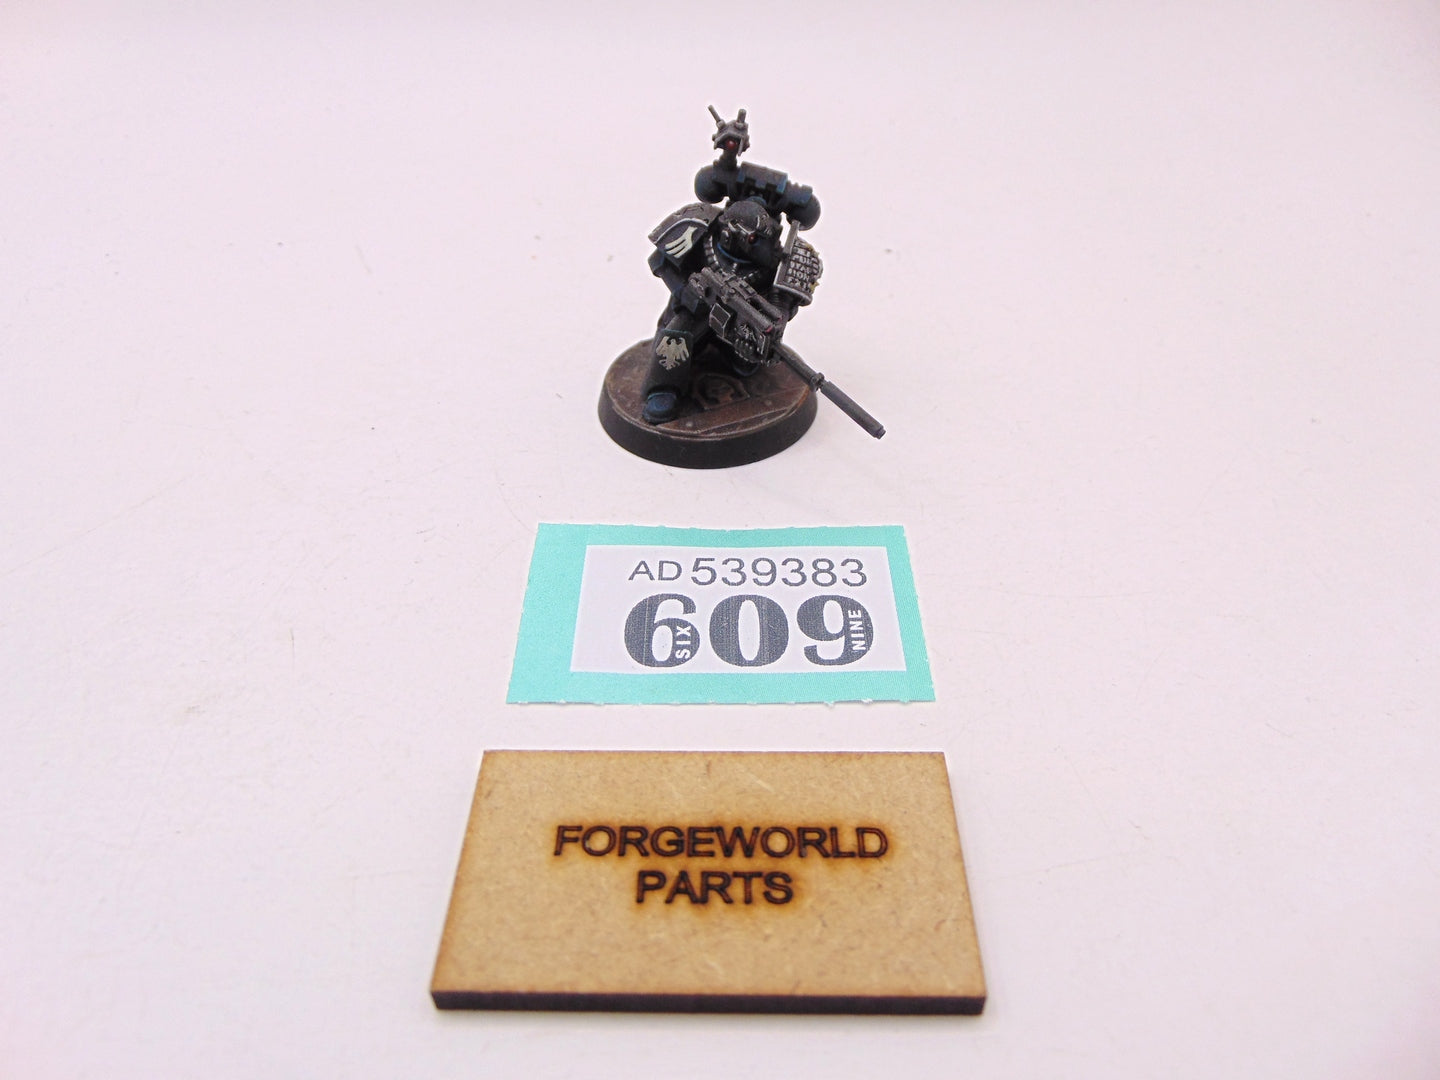 AD 539383
609
SIX
NINE
FORGEWORLD
PARTS